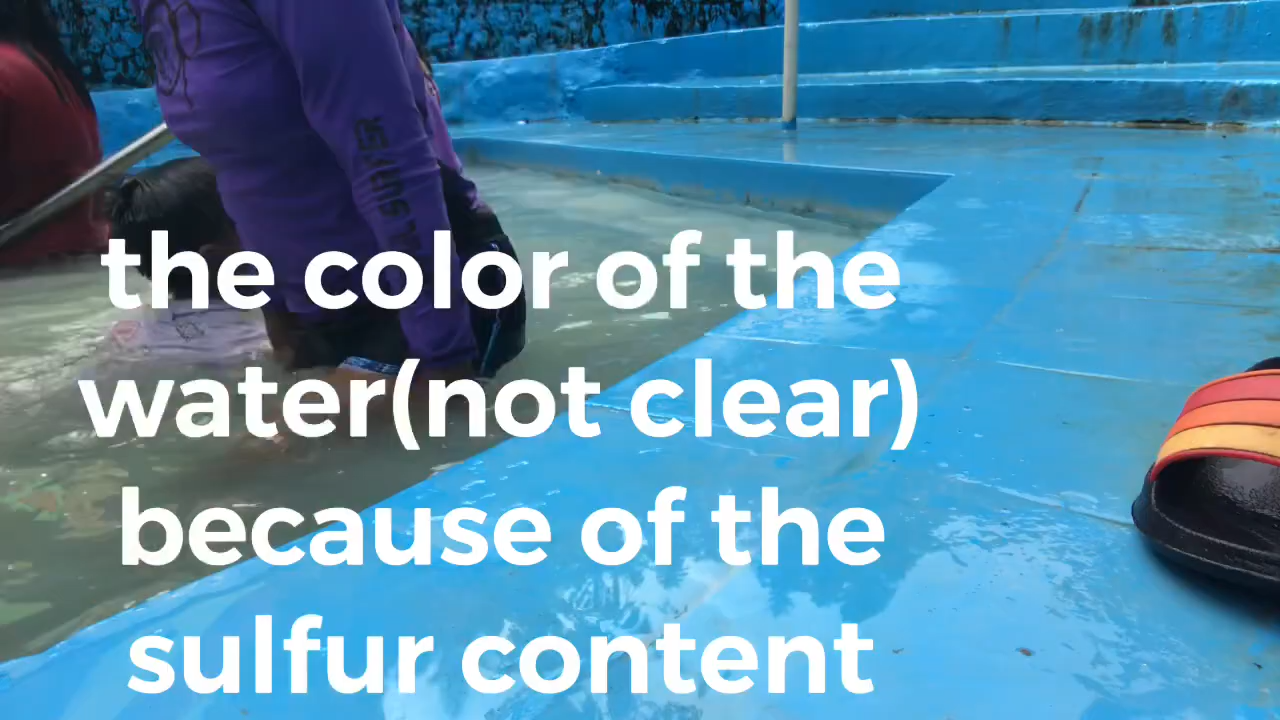 the color of the
water(not clear)
because of the
sulfur content